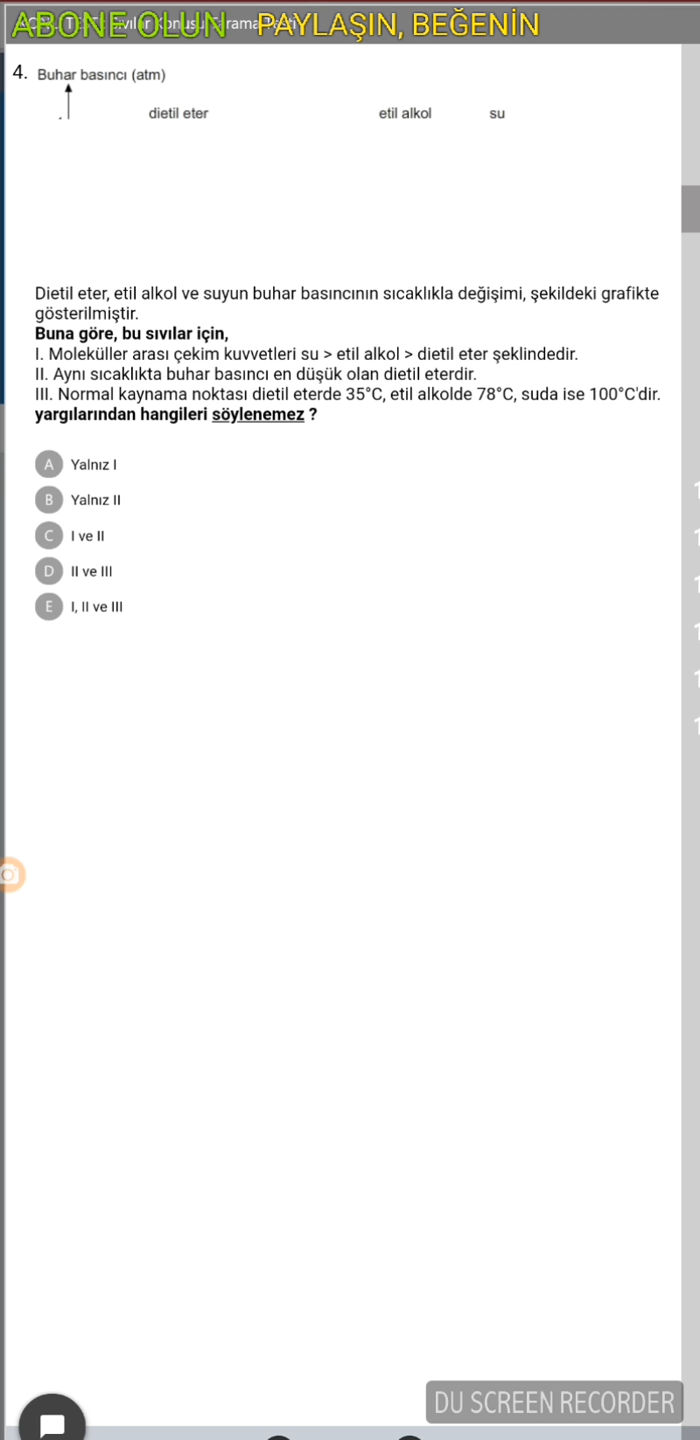 ABONE OLUN PAYLAŞIN, BEĞENİN
4. Buhar basıncı (atm)
dietil eter etil alkol su
Dietil eter, etil alkol ve suyun buhar basıncının sıcaklıkla değişimi, şekildeki grafikte
gösterilmiştir.
Buna göre, bu sıvılar için,
I. Moleküller arası çekim kuvvetleri su > etil alkol > dietil eter şeklindedir.
II. Aynı sıcaklıkta buhar basıncı en düşük olan dietil eterdir.
III. Normal kaynama noktası dietil eterde 35°C, etil alkolde 78°C, suda ise 100°C'dir.
yargılarından hangileri söylenemez ?
A Yalnız I
B Yalnız II
C I ve II
D II ve III
E I, II ve III
DU SCREEN RECORDER